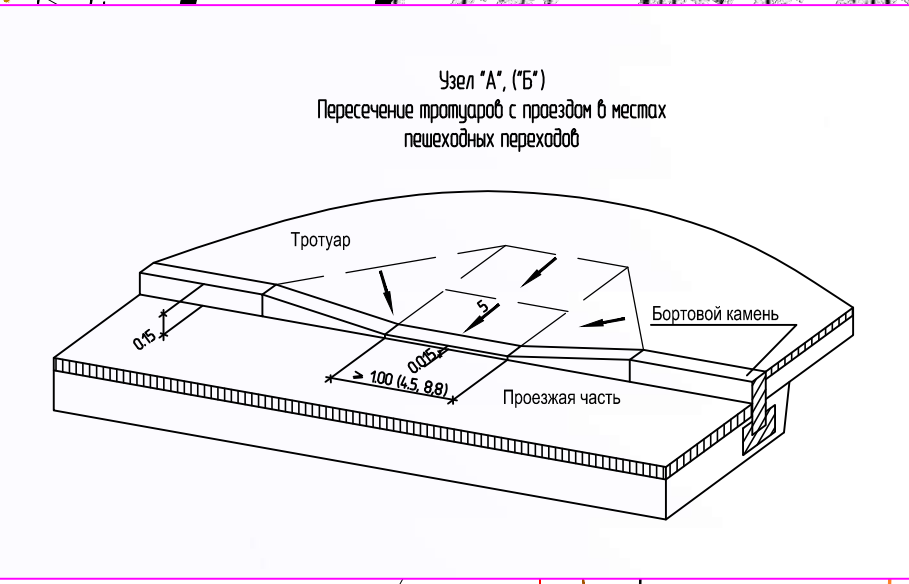 Узел "А", ("Б")
Пересечение тротуаров с проездом в местах
пешеходных переходов
Тротуар
5
Бортовой камень
0.15
0.015
≥ 1.00 (4.5, 8,8)
Проезжая часть